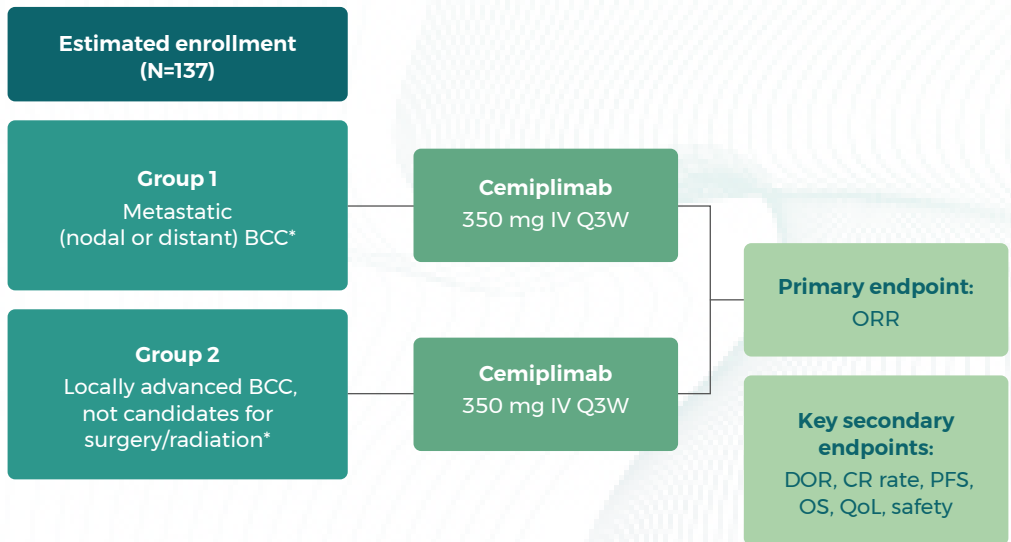 Estimated enrollment
(N=137)
Group 1
Metastatic
(nodal or distant) BCC*
Cemiplimab
350 mg IV Q3W
Group 2
Locally advanced BCC,
not candidates for
surgery/radiation*
Cemiplimab
350 mg IV Q3W
Primary endpoint:
ORR
Key secondary
endpoints:
DOR, CR rate, PFS,
OS, QoL, safety